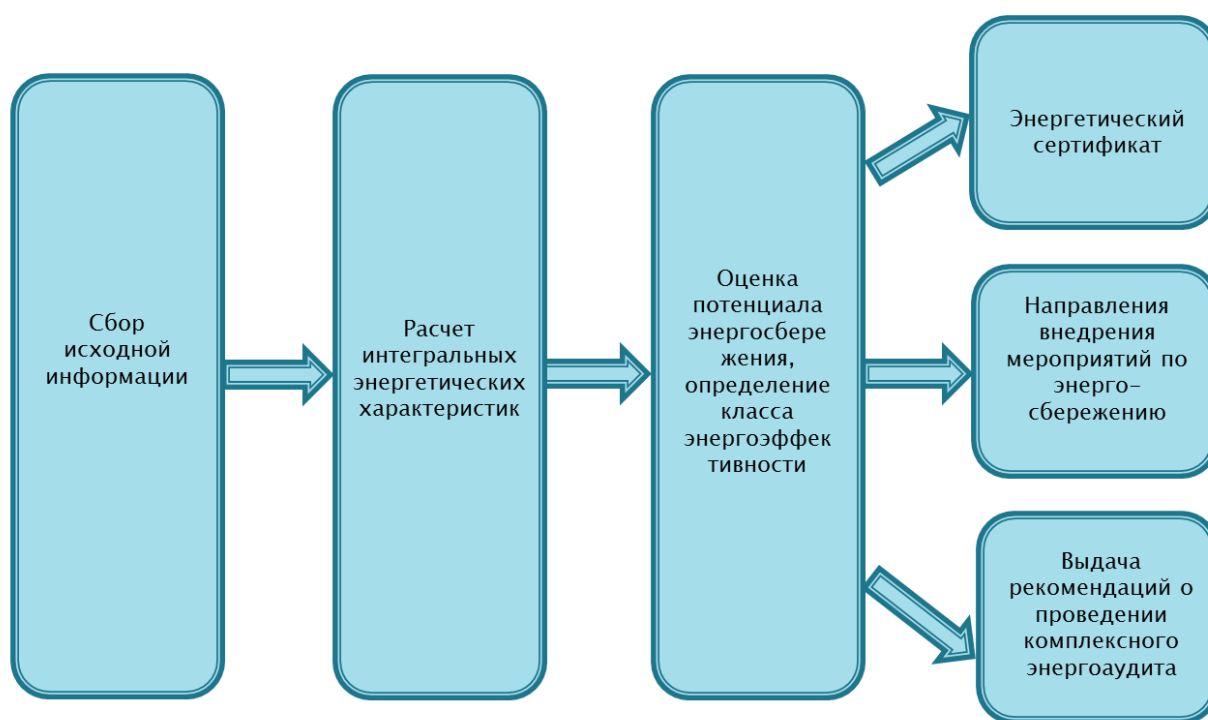 Сбор
исходной
информации
Расчет
интегральных
энергетических
характеристик
Оценка
потенциала
энергосбере
жения,
определение
класса
энергоэффек
тивности
Энергетический
сертификат
Направления
внедрения
мероприятий по
энерго-
сбережению
Выдача
рекомендаций о
проведении
комплексного
энергоаудита